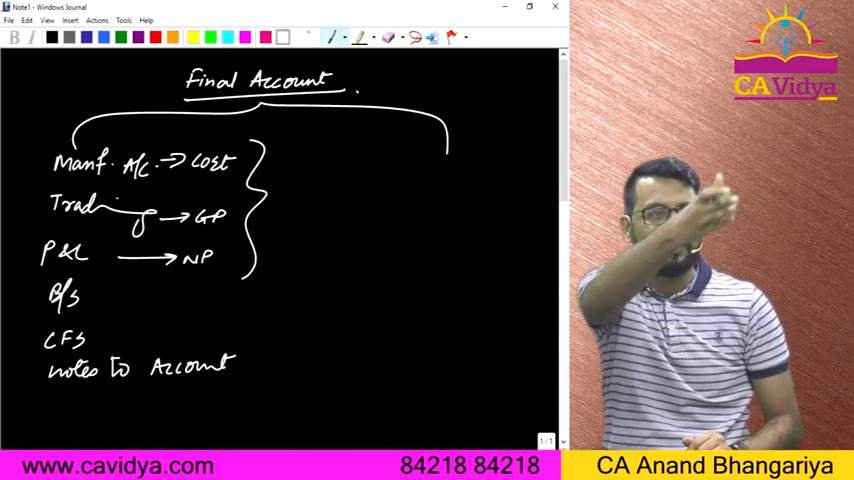 Note1 - Windows Journal
File Edit View Insert Actions Tools Help
B I
Final Account.
Manf. A/C. → Cost
Trading → GP
P&L → NP
B/S
CFS
notes to Account
1 / 1
CA Vidya
www.cavidya.com 84218 84218 CA Anand Bhangariya